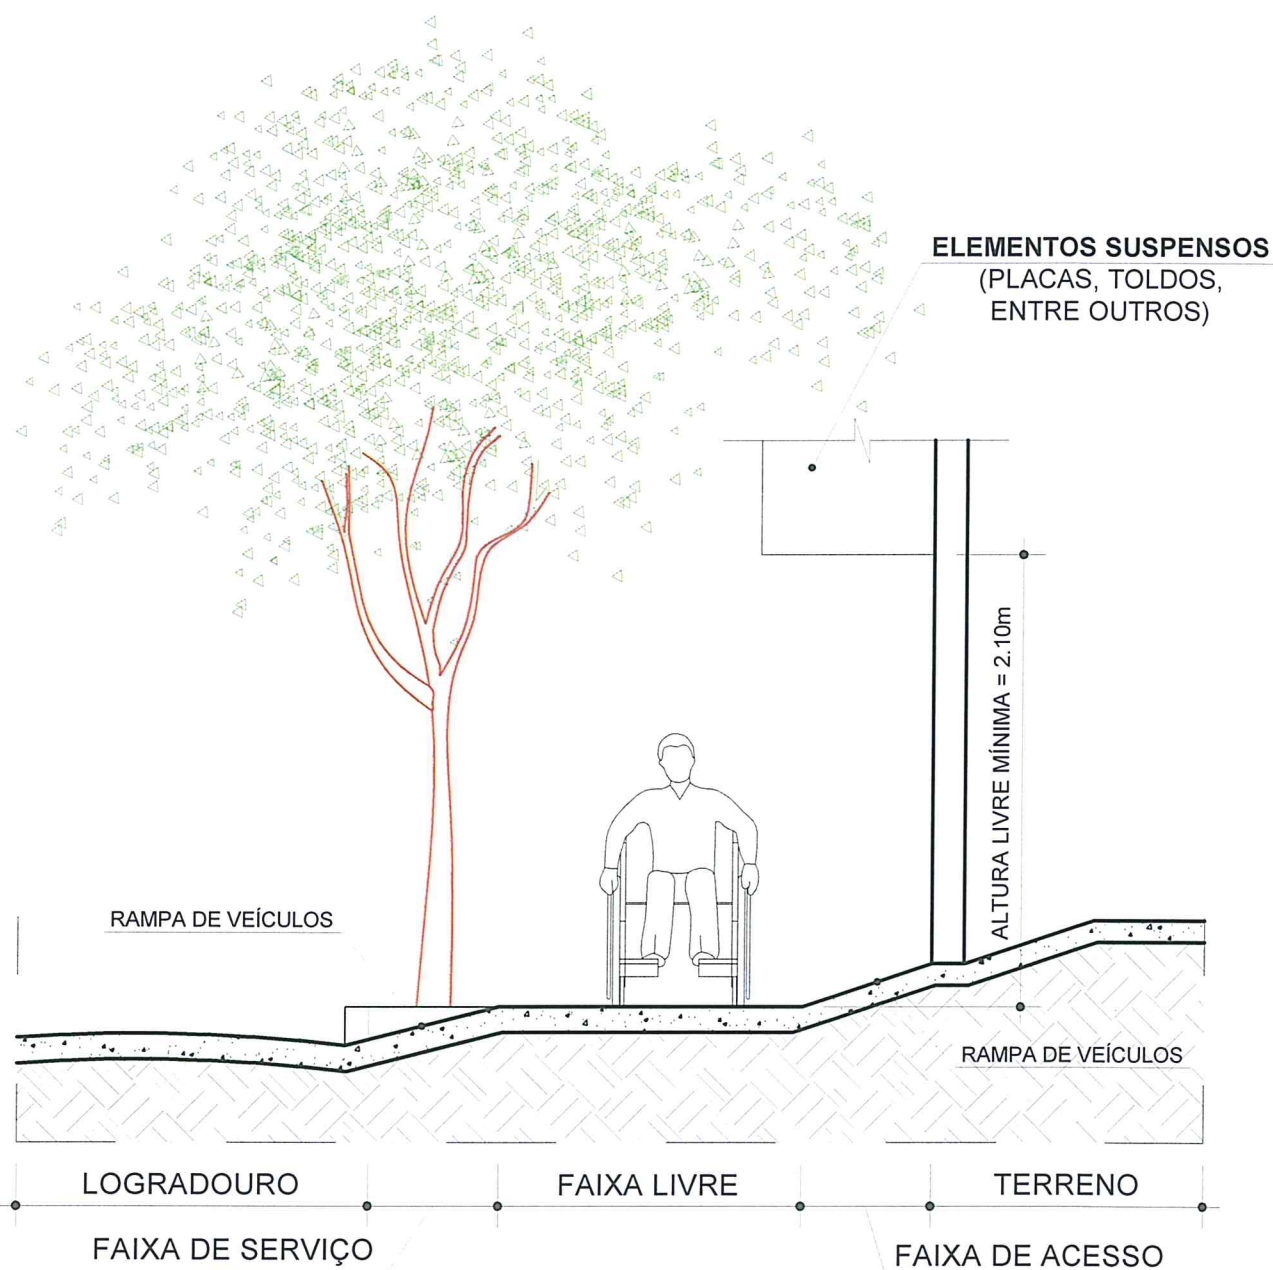 ELEMENTOS SUSPENSOS
(PLACAS, TOLDOS,
ENTRE OUTROS)
ALTURA LIVRE MÍNIMA = 2.10m
RAMPA DE VEÍCULOS
RAMPA DE VEÍCULOS
LOGRADOURO
FAIXA LIVRE
TERRENO
FAIXA DE SERVIÇO
FAIXA DE ACESSO